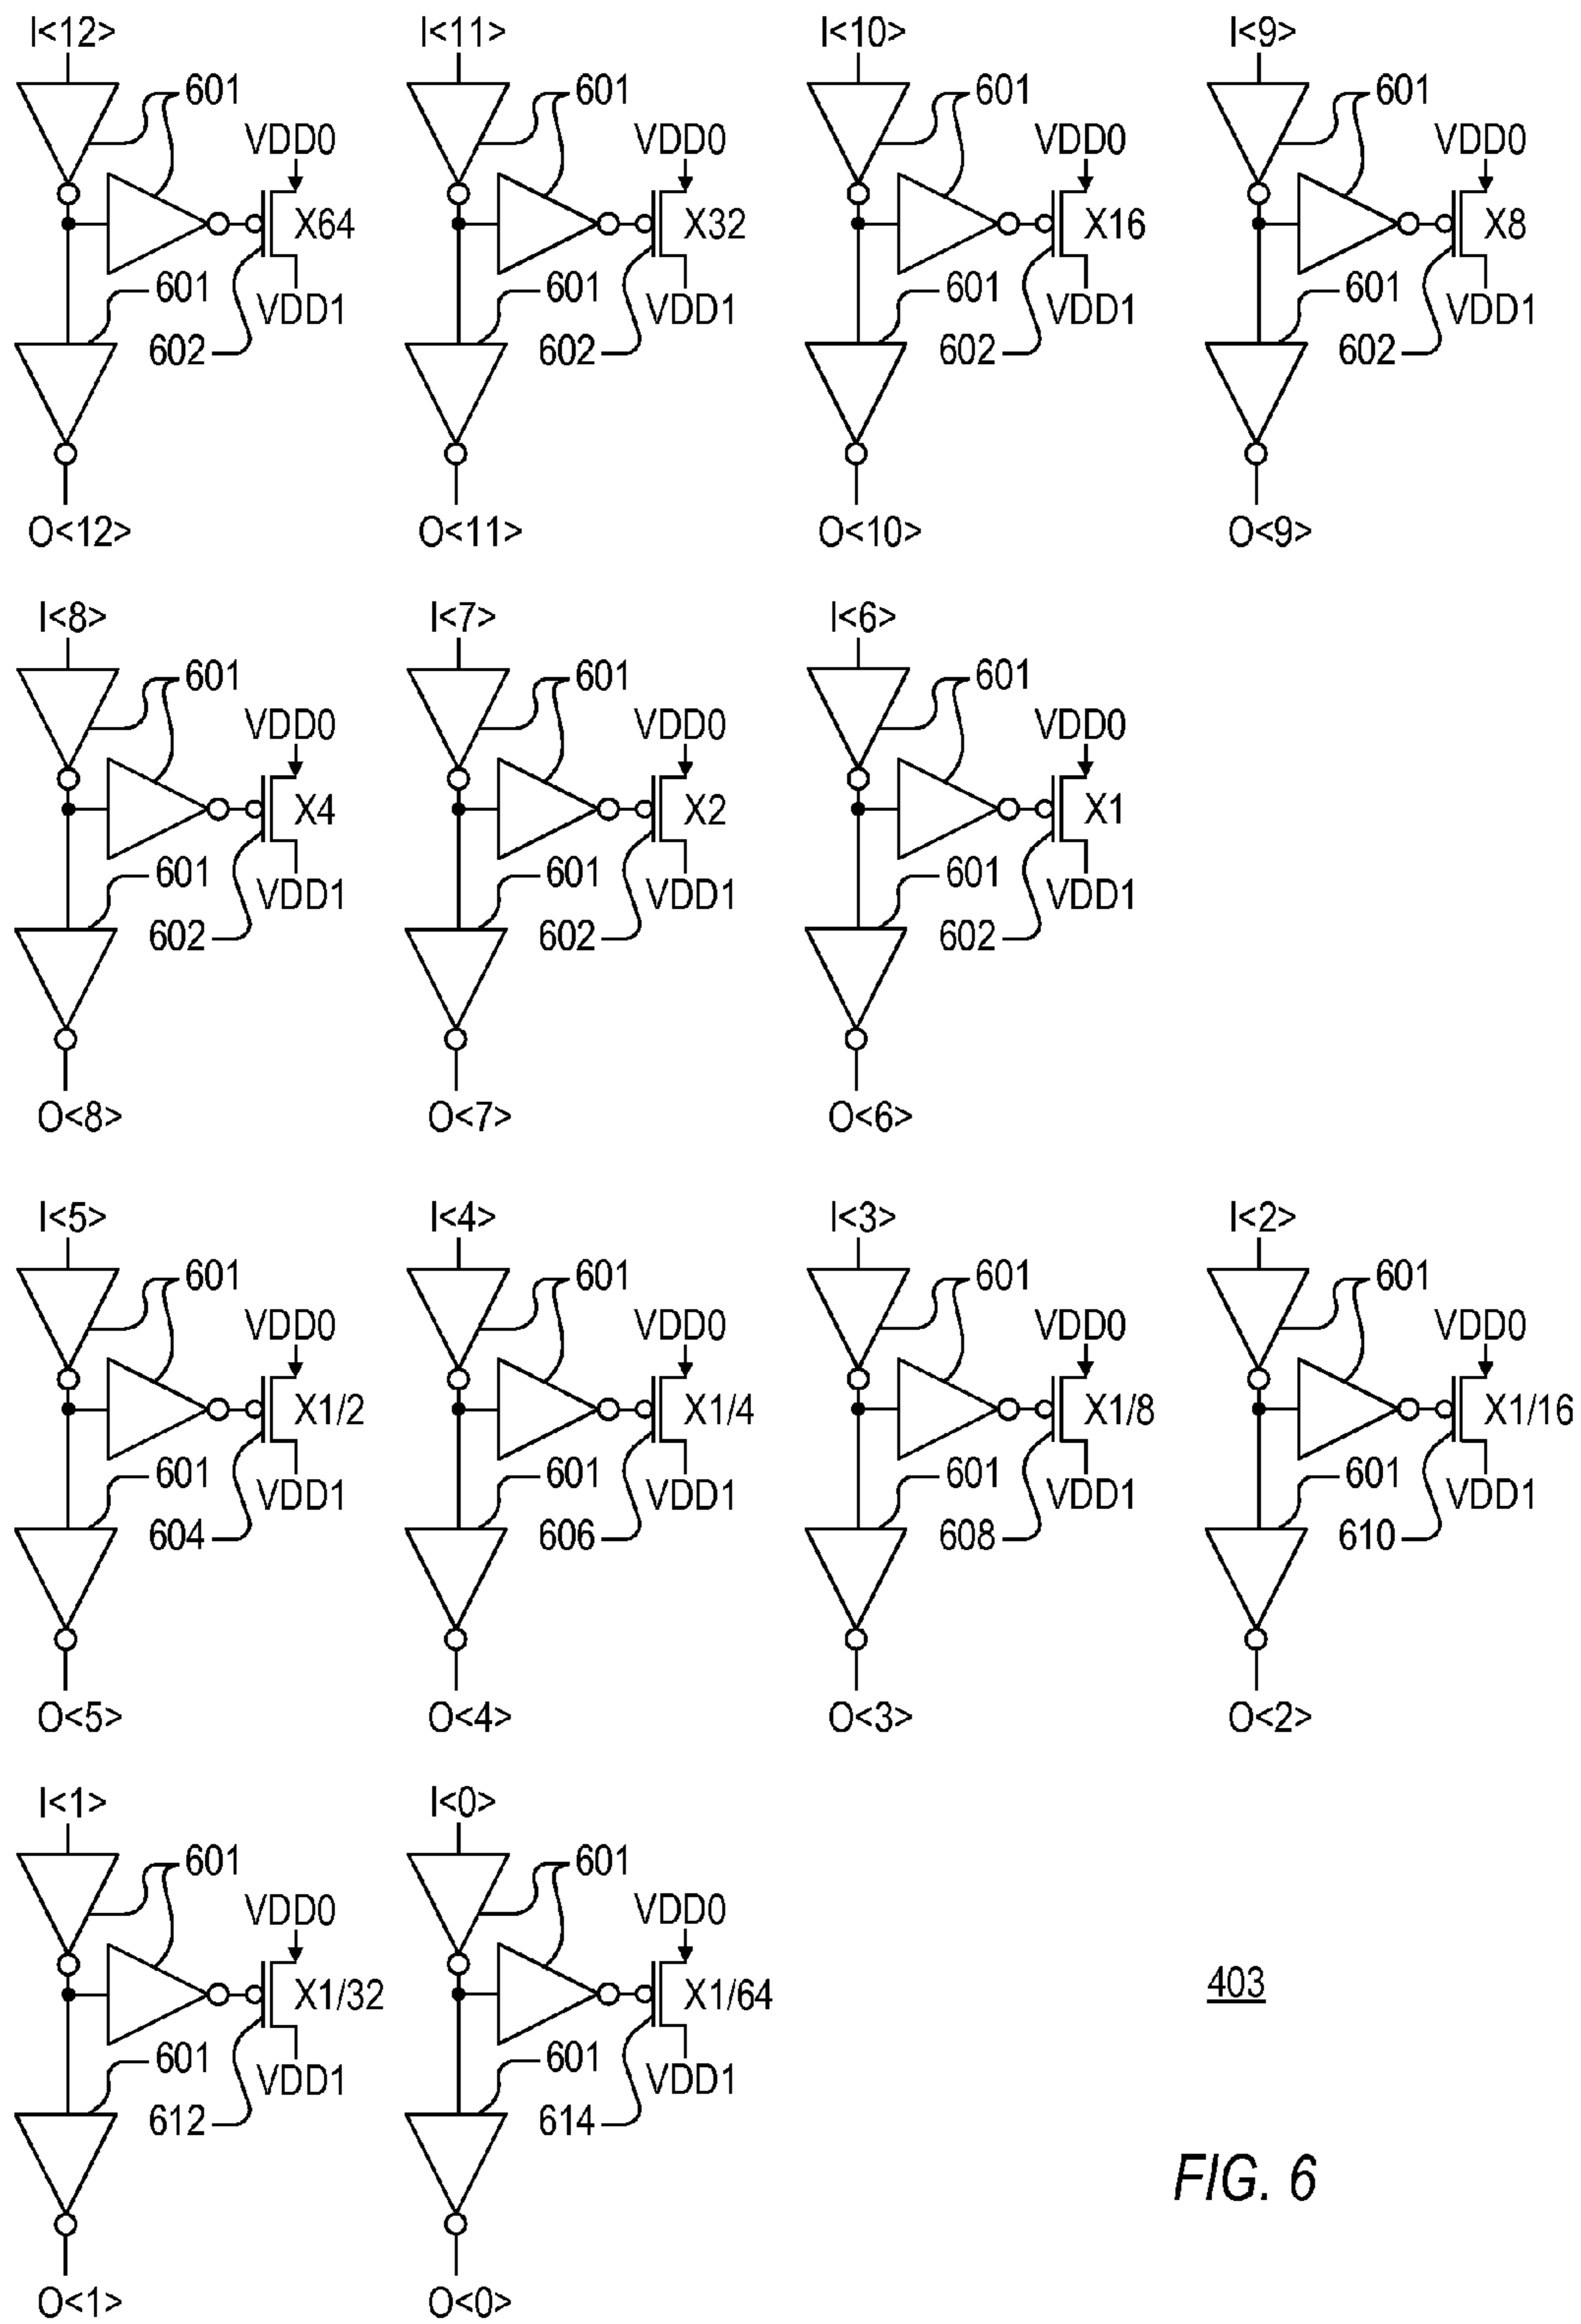 I<12> I<11> I<10> I<9>
601 601 601 601
VDD0 VDD0 VDD0 VDD0
X64 X32 X16 X8
601 601 601 601
VDD1 VDD1 VDD1 VDD1
602 602 602 602
O<12> O<11> O<10> O<9>
I<8> I<7> I<6>
601 601 601
VDD0 VDD0 VDD0
X4 X2 X1
601 601 601
VDD1 VDD1 VDD1
602 602 602
O<8> O<7> O<6>
I<5> I<4> I<3> I<2>
601 601 601 601
VDD0 VDD0 VDD0 VDD0
X1/2 X1/4 X1/8 X1/16
601 601 601 601
VDD1 VDD1 VDD1 VDD1
604 606 608 610
O<5> O<4> O<3> O<2>
I<1> I<0>
601 601
VDD0 VDD0
X1/32 X1/64
403
601 601
VDD1 VDD1
612 614
FIG. 6
O<1> O<0>